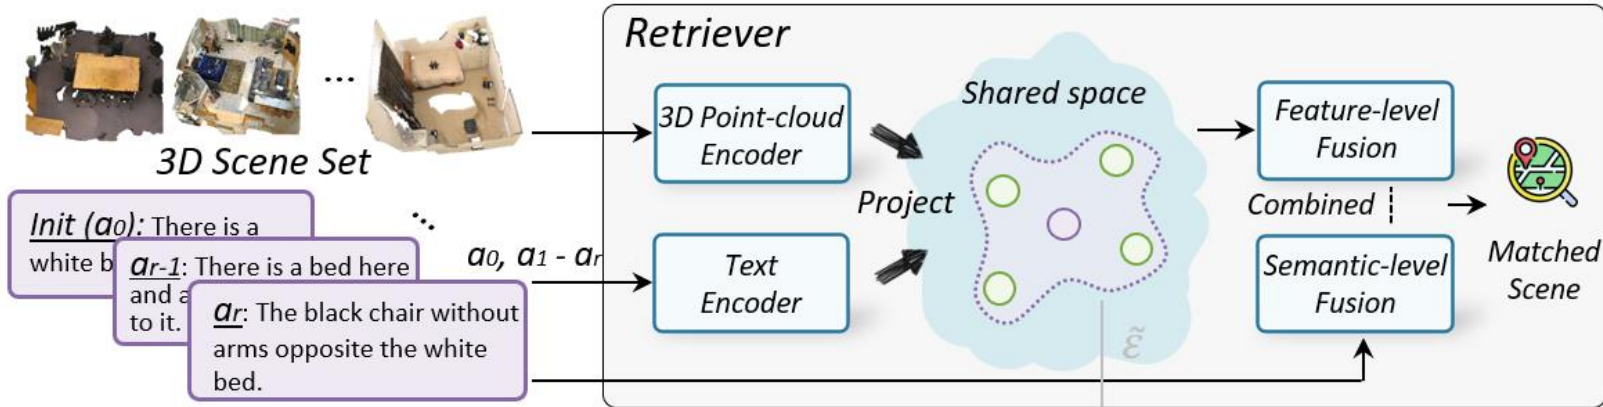 Retriever
...
3D Scene Set
3D Point-cloud
Encoder
Shared space
Feature-level
Fusion
Project
Combined
Matched
Scene
Init (a0): There is a
white b
...
ar-1: There is a bed here
and a
to it.
ar: The black chair without
arms opposite the white
bed.
a0, a1 - ar
Text
Encoder
Semantic-level
Fusion
ε̃